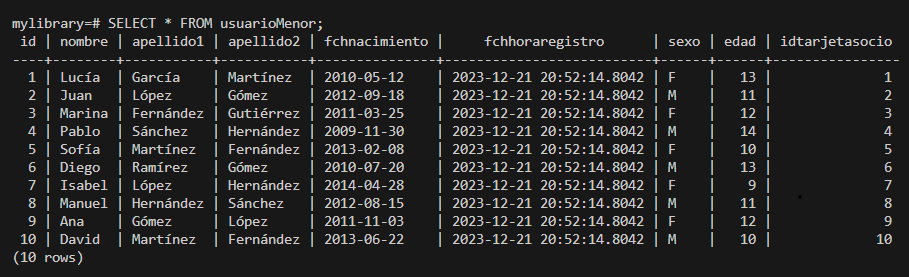 mylibrary=# SELECT * FROM usuarioMenor;
 id | nombre | apellido1 | apellido2 | fchnacimiento |      fchhoraregistro      | sexo | edad | idtarjetasocio
----+--------+-----------+-----------+---------------+--------------------------+------+------+----------------
  1 | Lucía  | García    | Martínez  | 2010-05-12    | 2023-12-21 20:52:14.8042 | F    |   13 |              1
  2 | Juan   | López     | Gómez     | 2012-09-18    | 2023-12-21 20:52:14.8042 | M    |   11 |              2
  3 | Marina | Fernández | Gutiérrez | 2011-03-25    | 2023-12-21 20:52:14.8042 | F    |   12 |              3
  4 | Pablo  | Sánchez   | Hernández | 2009-11-30    | 2023-12-21 20:52:14.8042 | M    |   14 |              4
  5 | Sofía  | Martínez  | Fernández | 2013-02-08    | 2023-12-21 20:52:14.8042 | F    |   10 |              5
  6 | Diego  | Ramírez   | Gómez     | 2010-07-20    | 2023-12-21 20:52:14.8042 | M    |   13 |              6
  7 | Isabel | López     | Hernández | 2014-04-28    | 2023-12-21 20:52:14.8042 | F    |    9 |              7
  8 | Manuel | Hernández | Sánchez   | 2012-08-15    | 2023-12-21 20:52:14.8042 | M    |   11 |              8
  9 | Ana    | Gómez     | López     | 2011-11-03    | 2023-12-21 20:52:14.8042 | F    |   12 |              9
 10 | David  | Martínez  | Fernández | 2013-06-22    | 2023-12-21 20:52:14.8042 | M    |   10 |             10
(10 rows)